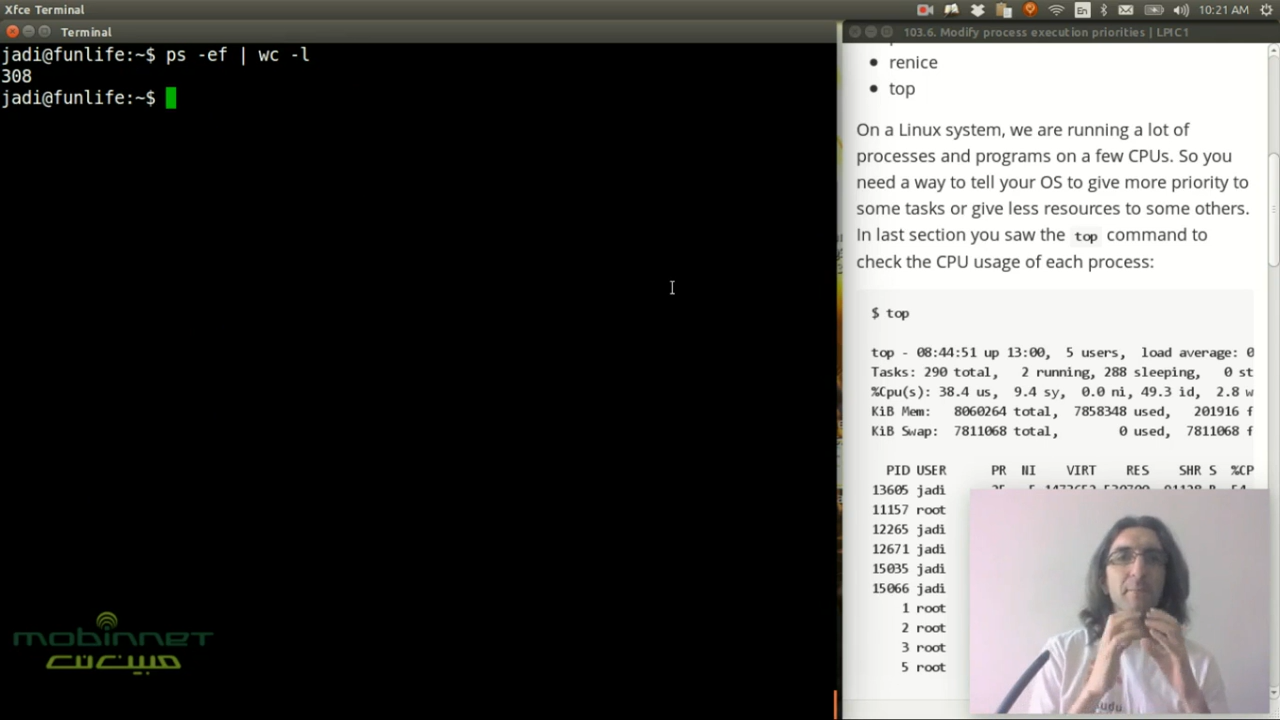 Xfce Terminal
En
10:21 AM
Terminal
jadi@funlife:~$ ps -ef | wc -l
308
jadi@funlife:~$
mobinnet
مبین‌نت
103.6. Modify process execution priorities | LPIC1
renice
top
On a Linux system, we are running a lot of
processes and programs on a few CPUs. So you
need a way to tell your OS to give more priority to
some tasks or give less resources to some others.
In last section you saw the top command to
check the CPU usage of each process:
$ top
top - 08:44:51 up 13:00, 5 users, load average: 0
Tasks: 290 total, 2 running, 288 sleeping, 0 st
%Cpu(s): 38.4 us, 9.4 sy, 0.0 ni, 49.3 id, 2.8 w
KiB Mem: 8060264 total, 7858348 used, 201916 f
KiB Swap: 7811068 total, 0 used, 7811068 f
PID USER PR NI VIRT RES SHR S %CP
13605 jadi
11157 root
12265 jadi
12671 jadi
15035 jadi
15066 jadi
1 root
2 root
3 root
5 root